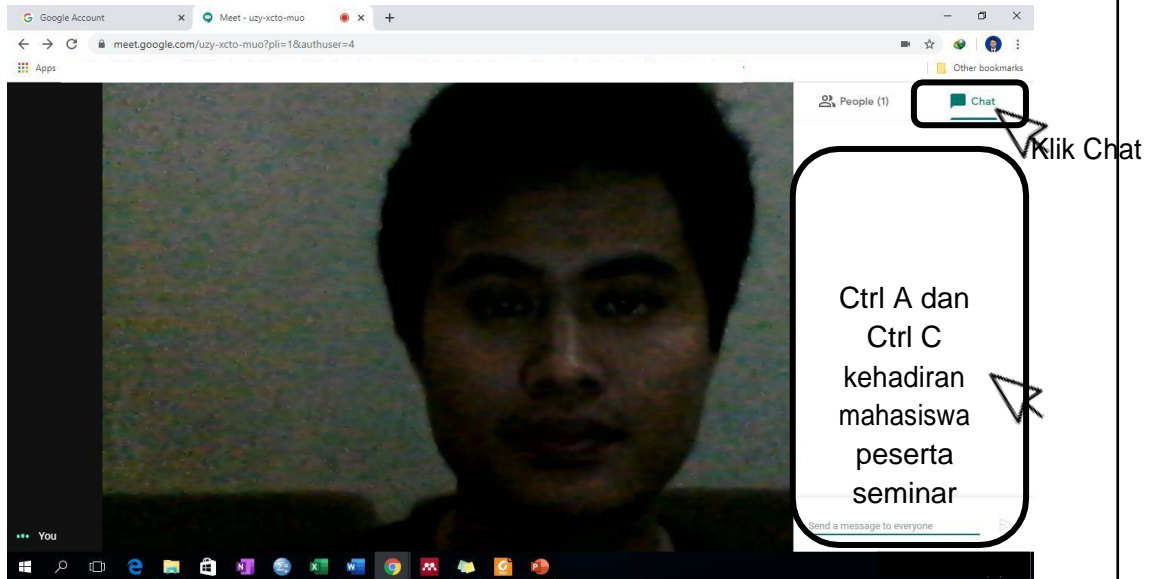 Google Account
Meet - uzy-xcto-muo
meet.google.com/uzy-xcto-muo?pli=1&authuser=4
Apps
Other bookmarks
People (1)
Chat
Klik Chat
Ctrl A dan
Ctrl C
kehadiran
mahasiswa
peserta
seminar
Send a message to everyone
You